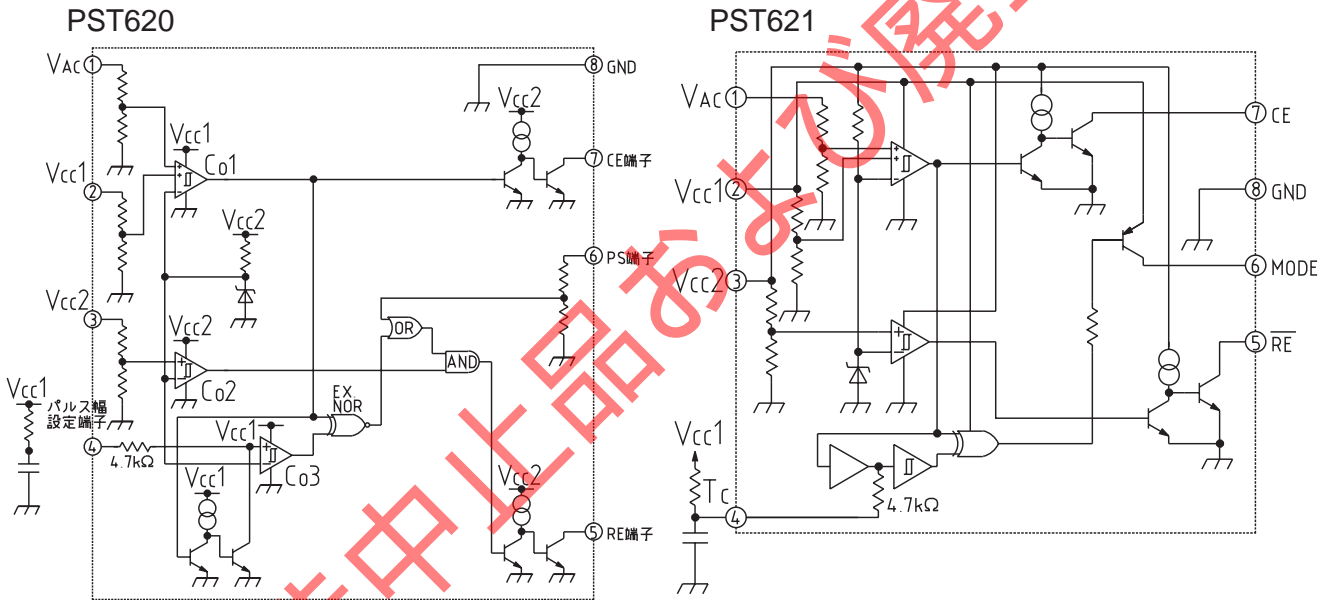 PST620
PST621
VAC ①
⑧ GND
Vcc2
Vcc1
Co1
⑦ CE端子
Vcc1
②
Vcc2
⑥ PS端子
Vcc2
③
Vcc2
OR
AND
Co2
EX
NOR
Vcc1
パルス幅
設定端子
④
4.7kΩ
Vcc1
Co3
Vcc1
Vcc2
⑤ RE端子
VAC ①
⑦ CE
Vcc1 ②
⑧ GND
Vcc2 ③
⑥ MODE
⑤ RE
Vcc1
Tc
④
4.7kΩ
中止品および廃